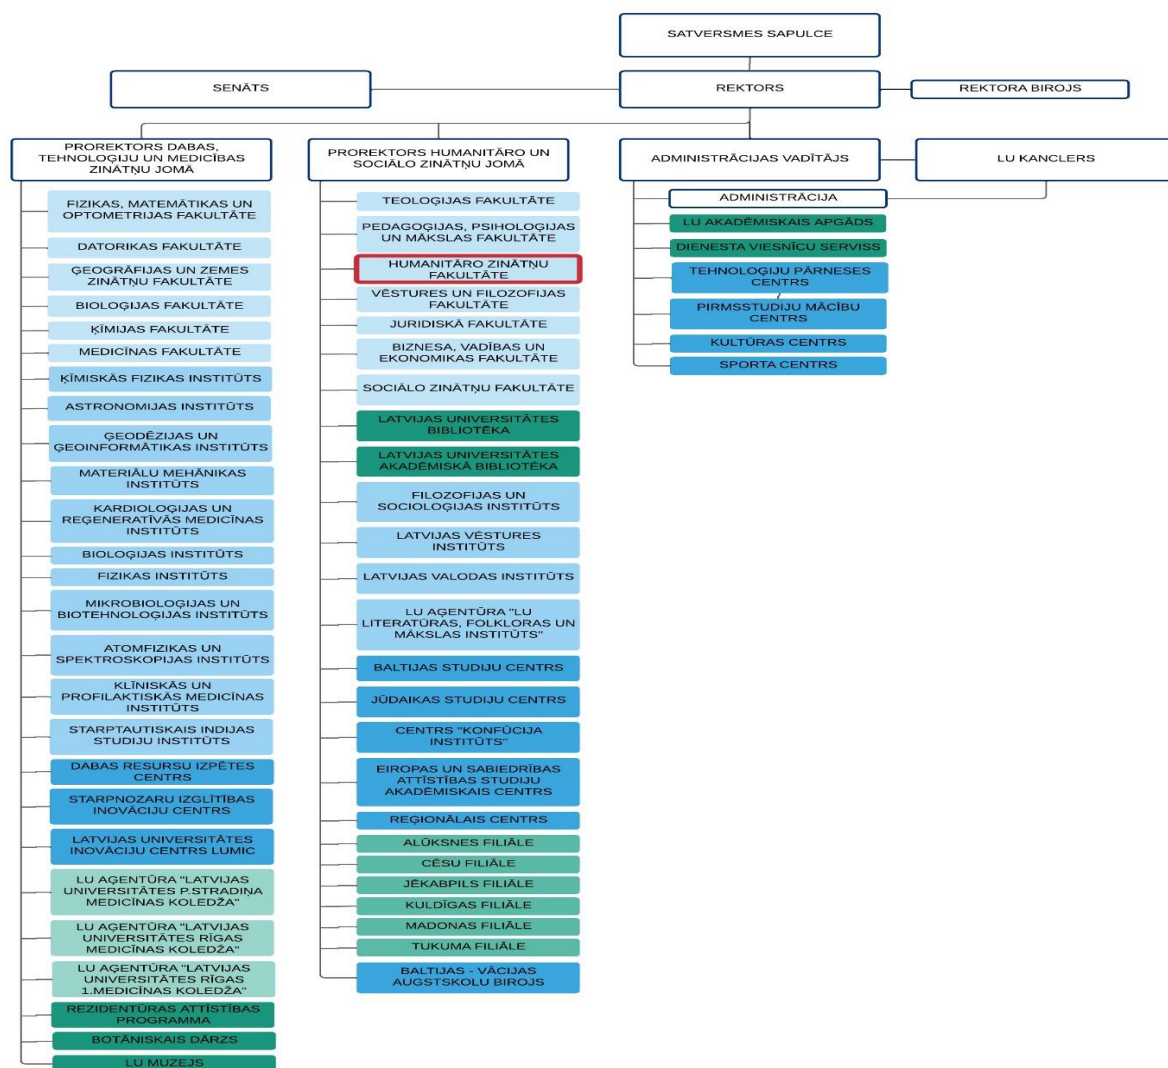 SATVERSMES SAPULCE
SENĀTS
REKTORS
REKTORA BIROJS
PROREKTORS DABAS,
TEHNOLOĢIJU UN MEDICĪBAS
ZINĀTŅU JOMĀ
PROREKTORS HUMANITĀRO UN
SOCIĀLO ZINĀTŅU JOMĀ
ADMINISTRĀCIJAS VADĪTĀJS
LU KANCLERS
FIZIKAS, MATEMĀTIKAS UN
OPTOMETRIJAS FAKULTĀTE
DATORIKAS FAKULTĀTE
ĢEOGRĀFIJAS UN ZEMES
ZINĀTŅU FAKULTĀTE
BIOLOĢIJAS FAKULTĀTE
ĶĪMIJAS FAKULTĀTE
MEDICĪNAS FAKULTĀTE
ĶĪMISKĀS FIZIKAS INSTITŪTS
ASTRONOMIJAS INSTITŪTS
ĢEODĒZIJAS UN
ĢEOINFORMĀTIKAS INSTITŪTS
MATERIĀLU MEHĀNIKAS
INSTITŪTS
KARDIOLOĢIJAS UN
REĢENERATĪVĀS MEDICĪNAS
INSTITŪTS
BIOLOĢIJAS INSTITŪTS
FIZIKAS INSTITŪTS
MIKROBIOLOĢIJAS UN
BIOTEHNOLOĢIJAS INSTITŪTS
ATOMFIZIKAS UN
SPEKTROSKOPIJAS INSTITŪTS
KLĪNISKĀS UN
PROFILAKTISKĀS MEDICĪNAS
INSTITŪTS
STARPTAUTISKAIS INDIJAS
STUDIJU INSTITŪTS
DABAS RESURSU IZPĒTES
CENTRS
STARPNOZARU IZGLĪTĪBAS
INOVĀCIJU CENTRS
LATVIJAS UNIVERSITĀTES
INOVĀCIJU CENTRS LUMIC
LU AĢENTŪRA "LATVIJAS
UNIVERSITĀTES P.STRADIŅA
MEDICĪNAS KOLEDŽA"
LU AĢENTŪRA "LATVIJAS
UNIVERSITĀTES RĪGAS
MEDICĪNAS KOLEDŽA"
LU AĢENTŪRA "LATVIJAS
UNIVERSITĀTES RĪGAS
1.MEDICĪNAS KOLEDŽA"
REZIDENTŪRAS ATTĪSTĪBAS
PROGRAMMA
BOTĀNISKAIS DĀRZS
LU MUZEJS
TEOLOĢIJAS FAKULTĀTE
PEDAGOĢIJAS, PSIHOLOĢIJAS
UN MĀKSLAS FAKULTĀTE
HUMANITĀRO ZINĀTŅU
FAKULTĀTE
VĒSTURES UN FILOZOFIJAS
FAKULTĀTE
JURIDISKĀ FAKULTĀTE
BIZNESA, VADĪBAS UN
EKONOMIKAS FAKULTĀTE
SOCIĀLO ZINĀTŅU FAKULTĀTE
LATVIJAS UNIVERSITĀTES
BIBLIOTĒKA
LATVIJAS UNIVERSITĀTES
AKADĒMISKĀ BIBLIOTĒKA
FILOZOFIJAS UN
SOCIOLOĢIJAS INSTITŪTS
LATVIJAS VĒSTURES
INSTITŪTS
LATVIJAS VALODAS INSTITŪTS
LU AĢENTŪRA "LU
LITERATŪRAS, FOLKLORAS UN
MĀKSLAS INSTITŪTS"
BALTIJAS STUDIJU CENTRS
JŪDAIKAS STUDIJU CENTRS
CENTRS "KONFŪCIJA
INSTITŪTS"
EIROPAS UN SABIEDRĪBAS
ATTĪSTĪBAS STUDIJU
AKADĒMISKAIS CENTRS
REĢIONĀLAIS CENTRS
ALŪKSNES FILIĀLE
CĒSU FILIĀLE
JĒKABPILS FILIĀLE
KULDĪGAS FILIĀLE
MADONAS FILIĀLE
TUKUMA FILIĀLE
BALTIJAS - VĀCIJAS
AUGSTSKOLU BIROJS
ADMINISTRĀCIJA
LU AKADĒMISKAIS APGĀDS
DIENESTA VIESNĪCU SERVISS
TEHNOLOĢIJU PĀRNESES
CENTRS
PIRMSSTUDIJU MĀCĪBU
CENTRS
KULTŪRAS CENTRS
SPORTA CENTRS